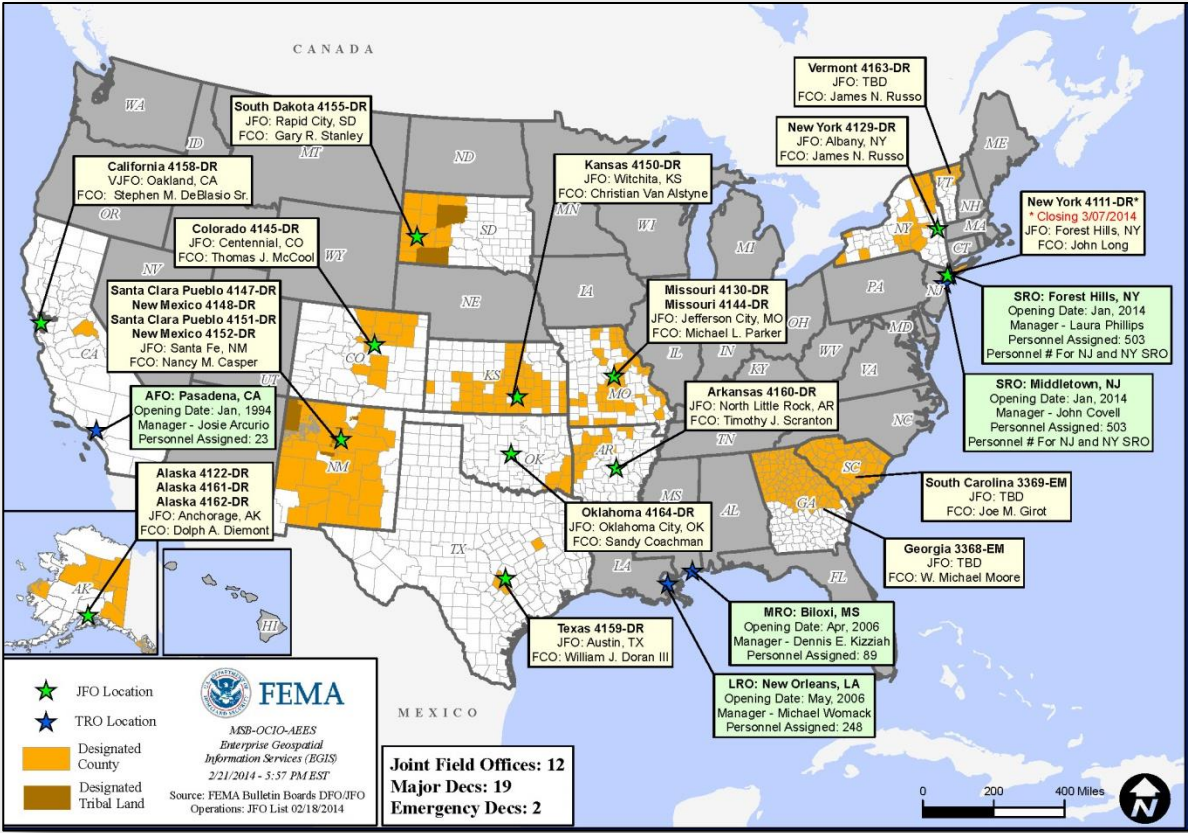 CANADA
WA
MT
ND
MN
WI
MI
ME
VT
NH
MA
CT
NY
ID
OR
WY
SD
NE
IA
PA
NJ
OH
MD
NV
UT
CO
KS
MO
IL
IN
WV
VA
KY
CA
NM
OK
AR
TN
NC
SC
TX
LA
MS
AL
GA
FL
AK
HI
MEXICO
South Dakota 4155-DR
JFO: Rapid City, SD
FCO: Gary R. Stanley
California 4158-DR
VJFO: Oakland, CA
FCO: Stephen M. DeBlasio Sr.
Colorado 4145-DR
JFO: Centennial, CO
FCO: Thomas J. McCool
Santa Clara Pueblo 4147-DR
New Mexico 4148-DR
Santa Clara Pueblo 4151-DR
New Mexico 4152-DR
JFO: Santa Fe, NM
FCO: Nancy M. Casper
AFO: Pasadena, CA
Opening Date: Jan, 1994
Manager - Josie Arcurio
Personnel Assigned: 23
Alaska 4122-DR
Alaska 4161-DR
Alaska 4162-DR
JFO: Anchorage, AK
FCO: Dolph A. Diemont
Kansas 4150-DR
JFO: Witchita, KS
FCO: Christian Van Alstyne
Missouri 4130-DR
Missouri 4144-DR
JFO: Jefferson City, MO
FCO: Michael L. Parker
Arkansas 4160-DR
JFO: North Little Rock, AR
FCO: Timothy J. Scranton
Oklahoma 4164-DR
JFO: Oklahoma City, OK
FCO: Sandy Coachman
Texas 4159-DR
JFO: Austin, TX
FCO: William J. Doran III
Vermont 4163-DR
JFO: TBD
FCO: James N. Russo
New York 4129-DR
JFO: Albany, NY
FCO: James N. Russo
New York 4111-DR*
* Closing 3/07/2014
JFO: Forest Hills, NY
FCO: John Long
SRO: Forest Hills, NY
Opening Date: Jan, 2014
Manager - Laura Phillips
Personnel Assigned: 503
Personnel # For NJ and NY SRO
SRO: Middletown, NJ
Opening Date: Jan, 2014
Manager - John Covell
Personnel Assigned: 503
Personnel # For NJ and NY SRO
South Carolina 3369-EM
JFO: TBD
FCO: Joe M. Girot
Georgia 3368-EM
JFO: TBD
FCO: W. Michael Moore
MRO: Biloxi, MS
Opening Date: Apr, 2006
Manager - Dennis E. Kizziah
Personnel Assigned: 89
LRO: New Orleans, LA
Opening Date: May, 2006
Manager - Michael Womack
Personnel Assigned: 248
JFO Location
TRO Location
Designated
County
Designated
Tribal Land
FEMA
MSB-OCIO-AEES
Enterprise Geospatial
Information Services (EGIS)
2/21/2014 - 5:57 PM EST
Source: FEMA Bulletin Boards DFO/JFO
Operations: JFO List 02/18/2014
Joint Field Offices: 12
Major Decs: 19
Emergency Decs: 2
0 200 400 Miles
N